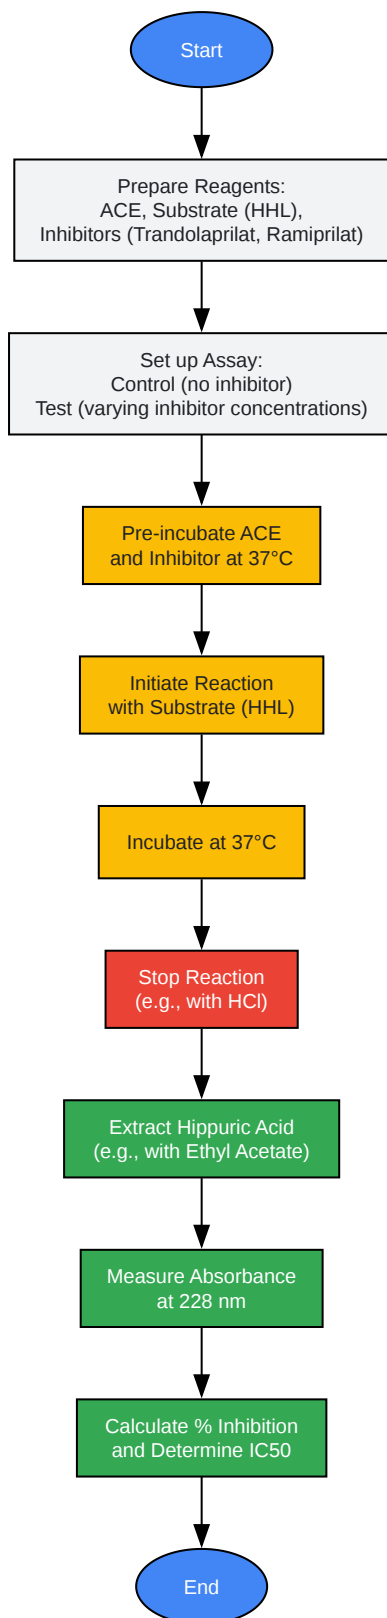 Start
Prepare Reagents:
ACE, Substrate (HHL),
Inhibitors (Trandolaprilat, Ramiprilat)
Set up Assay:
Control (no inhibitor)
Test (varying inhibitor concentrations)
Pre-incubate ACE
and Inhibitor at 37°C
Initiate Reaction
with Substrate (HHL)
Incubate at 37°C
Stop Reaction
(e.g., with HCl)
Extract Hippuric Acid
(e.g., with Ethyl Acetate)
Measure Absorbance
at 228 nm
Calculate % Inhibition
and Determine IC50
End